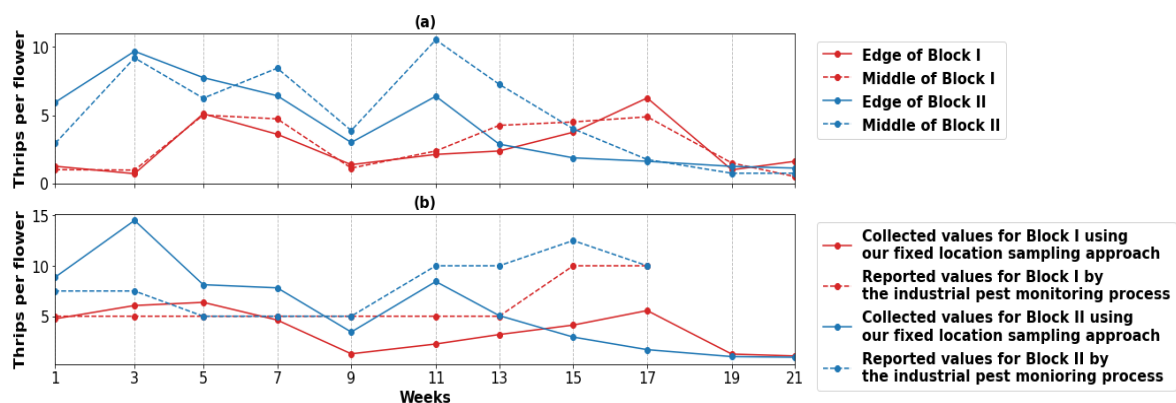 (a)
Thrips per flower
10
5
0
Edge of Block I
Middle of Block I
Edge of Block II
Middle of Block II
(b)
Thrips per flower
15
10
5
1 3 5 7 9 11 13 15 17 19 21
Weeks
Collected values for Block I using
our fixed location sampling approach
Reported values for Block I by
the industrial pest monitoring process
Collected values for Block II using
our fixed location sampling approach
Reported values for Block II by
the industrial pest monioring process